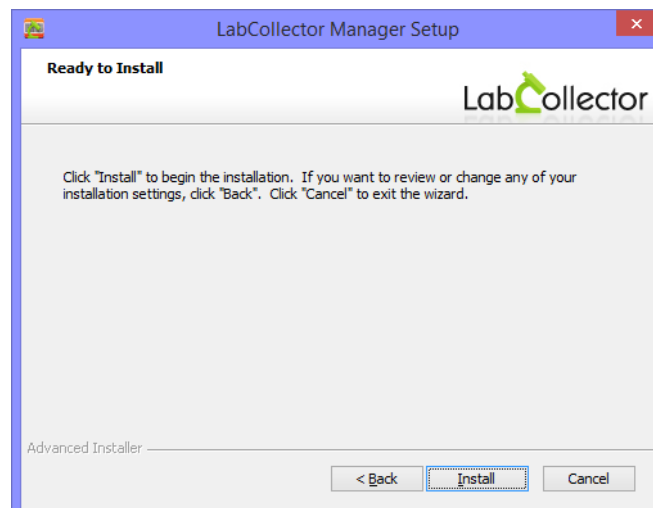 LabCollector Manager Setup
Ready to Install
LabCollector
Click "Install" to begin the installation. If you want to review or change any of your
installation settings, click "Back". Click "Cancel" to exit the wizard.
Advanced Installer
< Back
Install
Cancel